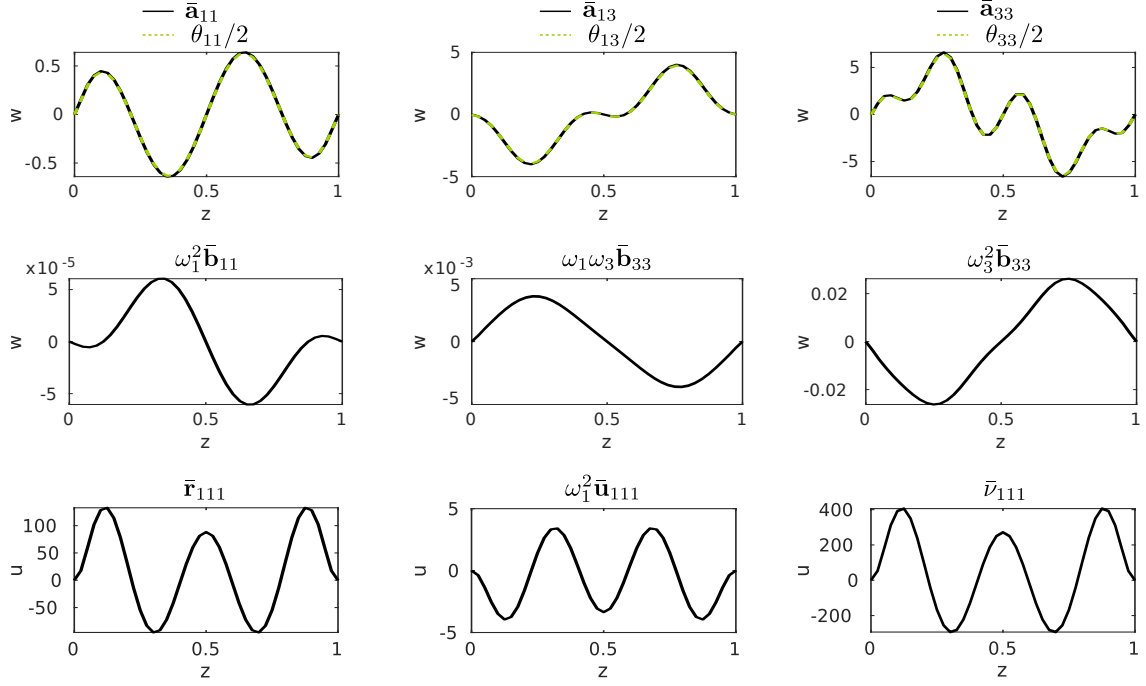 ā₁₁ ā₁₃ ā₃₃
θ₁₁/2 θ₁₃/2 θ₃₃/2
0.5 0 -0.5 w 0 0.5 1 z
5 0 -5 w 0 0.5 1 z
5 0 -5 w 0 0.5 1 z
ω₁²b̄₁₁ ω₁ω₃b̄₃₃ ω₃²b̄₃₃
x10⁻⁵ 5 0 -5 w 0 0.5 1 z
x10⁻³ 5 0 -5 w 0 0.5 1 z
0.02 0 -0.02 w 0 0.5 1 z
r̄₁₁₁ ω₁²ū₁₁₁ ν̄₁₁₁
100 50 0 -50 u 0 0.5 1 z
5 0 -5 u 0 0.5 1 z
400 200 0 -200 u 0 0.5 1 z